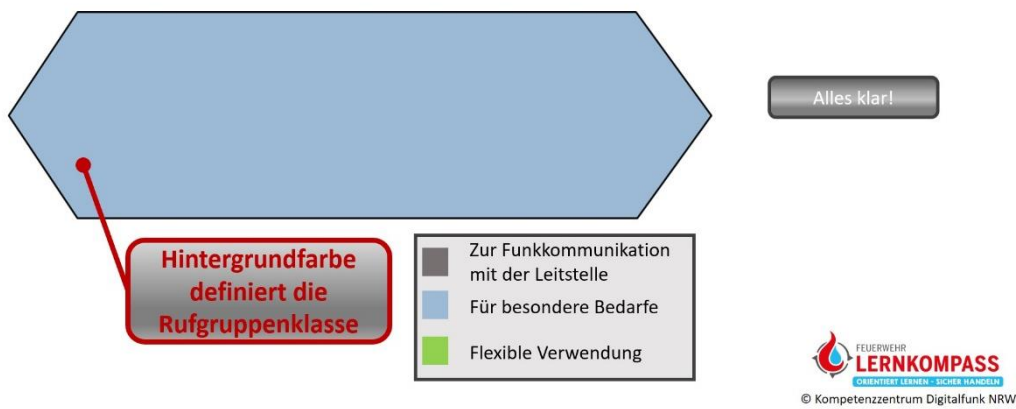 Alles klar!
Hintergrundfarbe
definiert die
Rufgruppenklasse
Zur Funkkommunikation
mit der Leitstelle
Für besondere Bedarfe
Flexible Verwendung
FEUERWEHR
LERNKOMPASS
ORIENTIERT LERNEN - SICHER HANDELN
© Kompetenzzentrum Digitalfunk NRW